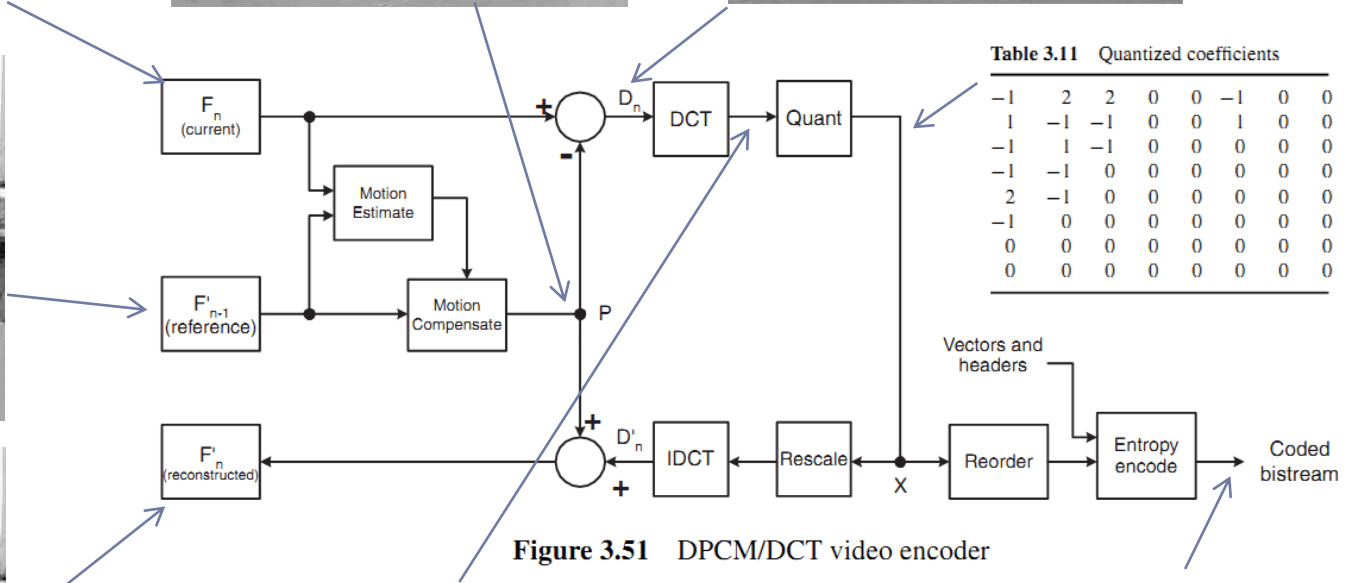 Table 3.11 Quantized coefficients
−1 2 2 0 0 −1 0 0
1 −1 −1 0 0 1 0 0
−1 1 −1 0 0 0 0 0
−1 −1 0 0 0 0 0 0
2 −1 0 0 0 0 0 0
−1 0 0 0 0 0 0 0
0 0 0 0 0 0 0 0
0 0 0 0 0 0 0 0
Fn
(current)
+
-
Dn
DCT
Quant
Motion
Estimate
F'n-1
(reference)
Motion
Compensate
P
Vectors and
headers
F'n
(reconstructed)
+
+
D'n
IDCT
Rescale
X
Reorder
Entropy
encode
Coded
bistream
Figure 3.51 DPCM/DCT video encoder